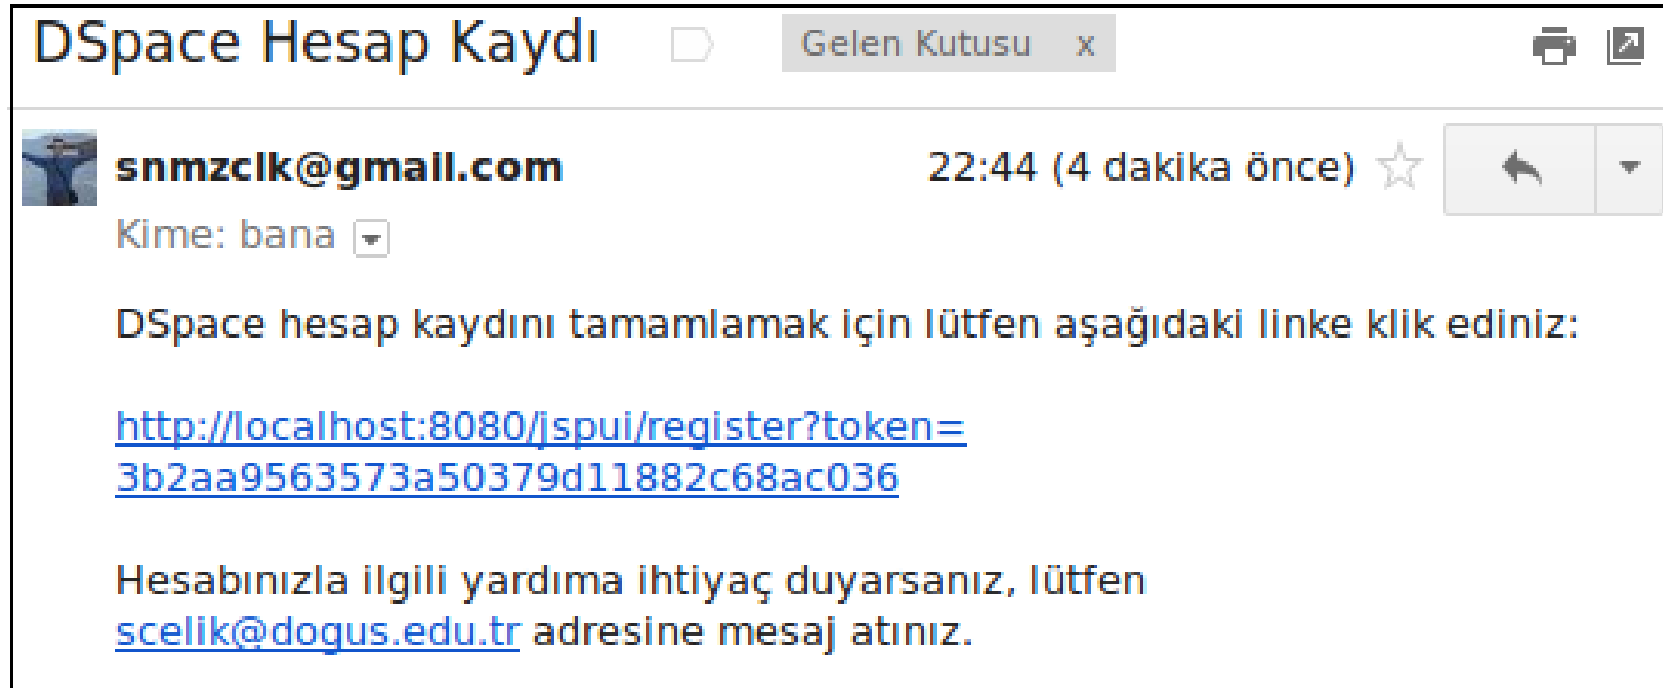 DSpace Hesap Kaydı
Gelen Kutusu x
snmzclk@gmail.com 22:44 (4 dakika önce)
Kime: bana
DSpace hesap kaydını tamamlamak için lütfen aşağıdaki linke klik ediniz:
http://localhost:8080/jspui/register?token=
3b2aa9563573a50379d11882c68ac036
Hesabınızla ilgili yardıma ihtiyaç duyarsanız, lütfen
scelik@dogus.edu.tr adresine mesaj atınız.